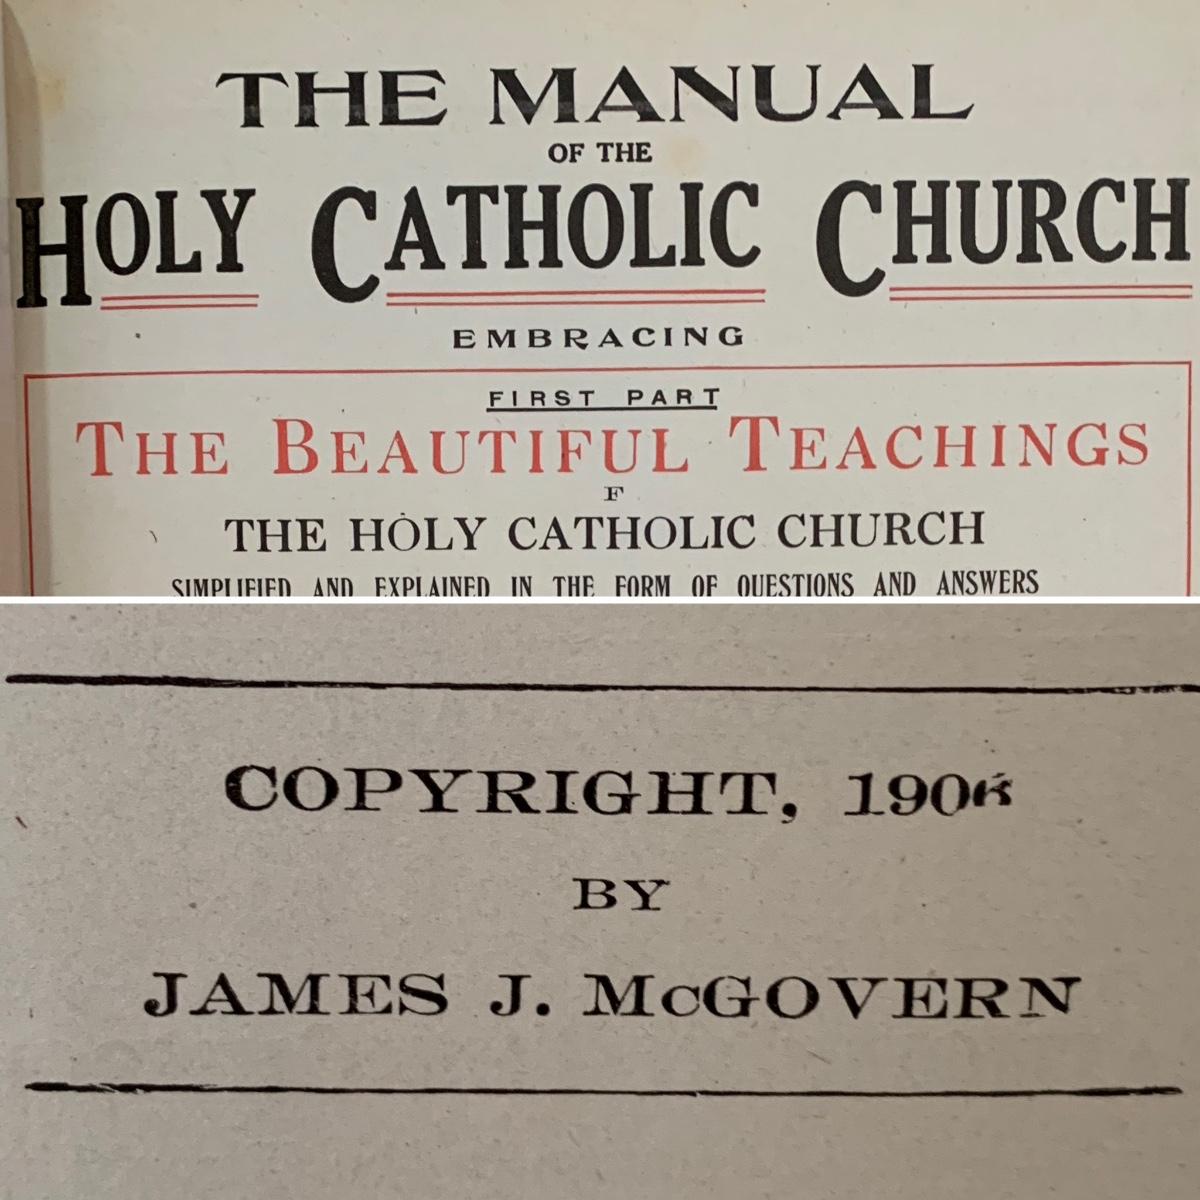 THE MANUAL
OF THE
HOLY CATHOLIC CHURCH
EMBRACING
FIRST PART
THE BEAUTIFUL TEACHINGS
F
THE HOLY CATHOLIC CHURCH
SIMPLIFIED AND EXPLAINED IN THE FORM OF QUESTIONS AND ANSWERS
COPYRIGHT,
BY
JAMES J. McGOVERN